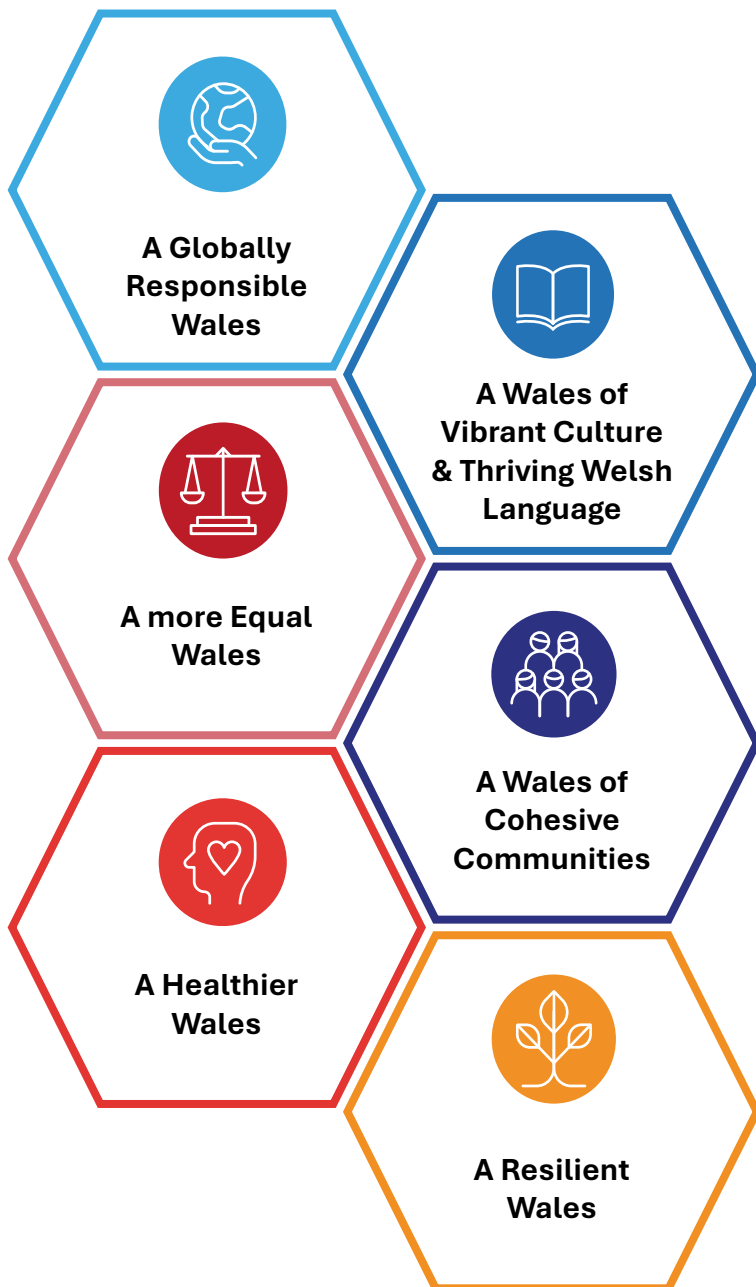 A Globally
Responsible
Wales
A Wales of
Vibrant Culture
& Thriving Welsh
Language
A more Equal
Wales
A Wales of
Cohesive
Communities
A Healthier
Wales
A Resilient
Wales